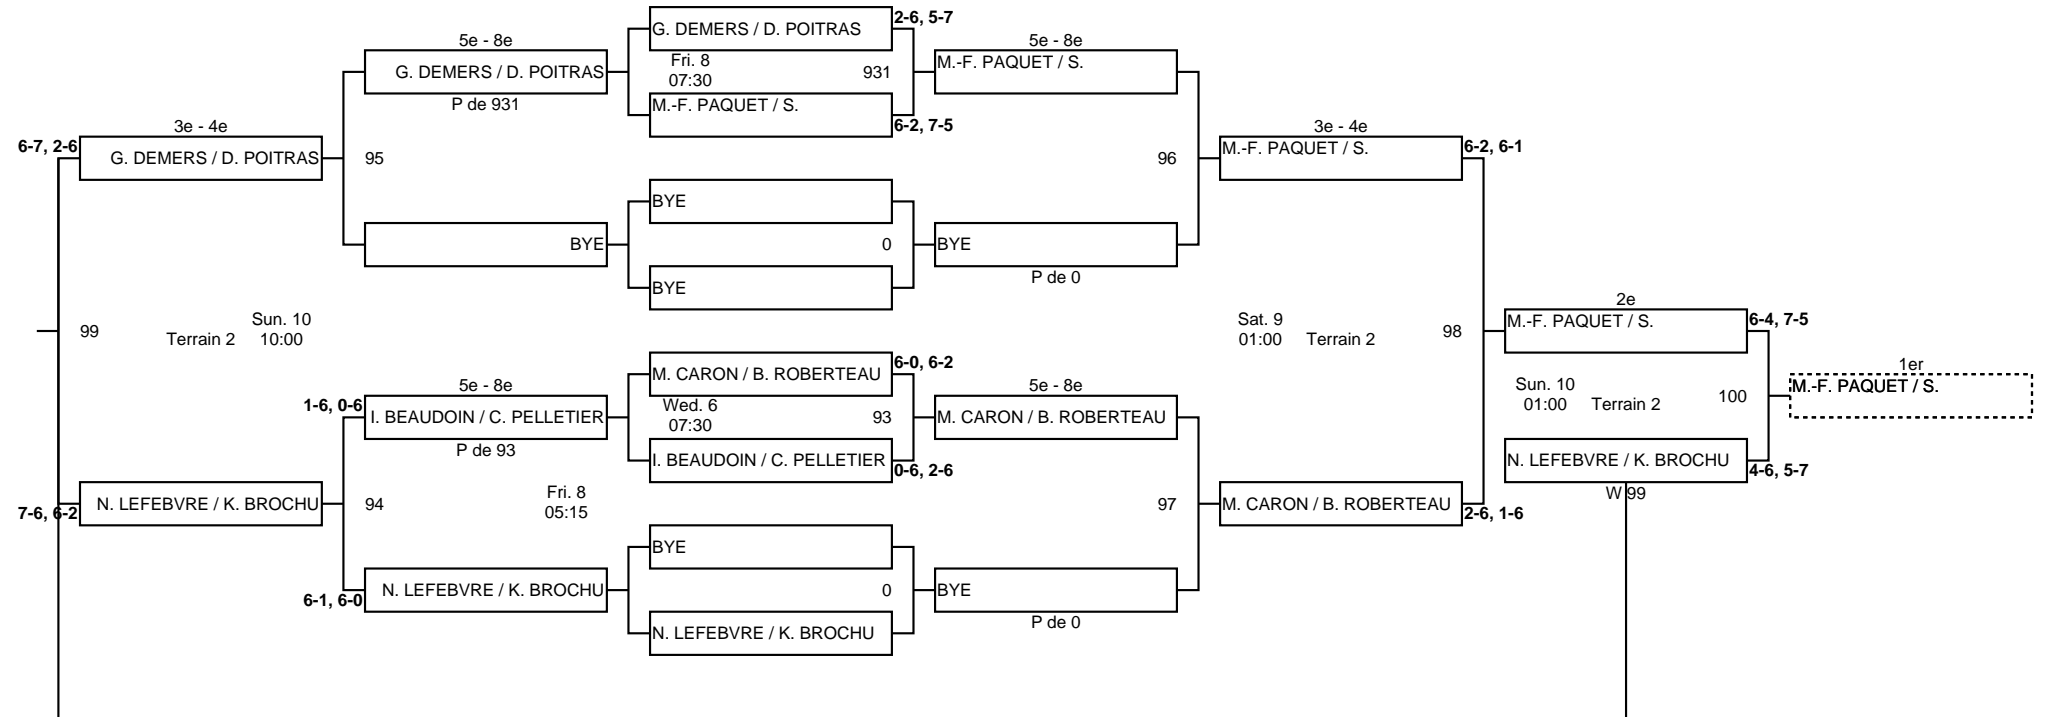 2-6, 5-7
G. DEMERS / D. POITRAS
5e - 8e
5e - 8e
G. DEMERS / D. POITRAS
Fri. 8
07:30
931
M.-F. PAQUET / S.
P de 931
M.-F. PAQUET / S.
6-2, 7-5
3e - 4e
3e - 4e
6-7, 2-6
G. DEMERS / D. POITRAS
95
96
M.-F. PAQUET / S.
6-2, 6-1
BYE
BYE
0
BYE
P de 0
BYE
99
Terrain 2
Sun. 10
10:00
Sat. 9
01:00
Terrain 2
98
2e
M.-F. PAQUET / S.
6-4, 7-5
6-0, 6-2
M. CARON / B. ROBERTEAU
5e - 8e
5e - 8e
1er
M.-F. PAQUET / S.
1-6, 0-6
I. BEAUDOIN / C. PELLETIER
Wed. 6
07:30
93
M. CARON / B. ROBERTEAU
Sun. 10
01:00
Terrain 2
100
P de 93
I. BEAUDOIN / C. PELLETIER
0-6, 2-6
N. LEFEBVRE / K. BROCHU
4-6, 5-7
W 99
7-6, 6-2
N. LEFEBVRE / K. BROCHU
94
Fri. 8
05:15
97
M. CARON / B. ROBERTEAU
2-6, 1-6
BYE
6-1, 6-0
N. LEFEBVRE / K. BROCHU
0
BYE
P de 0
N. LEFEBVRE / K. BROCHU